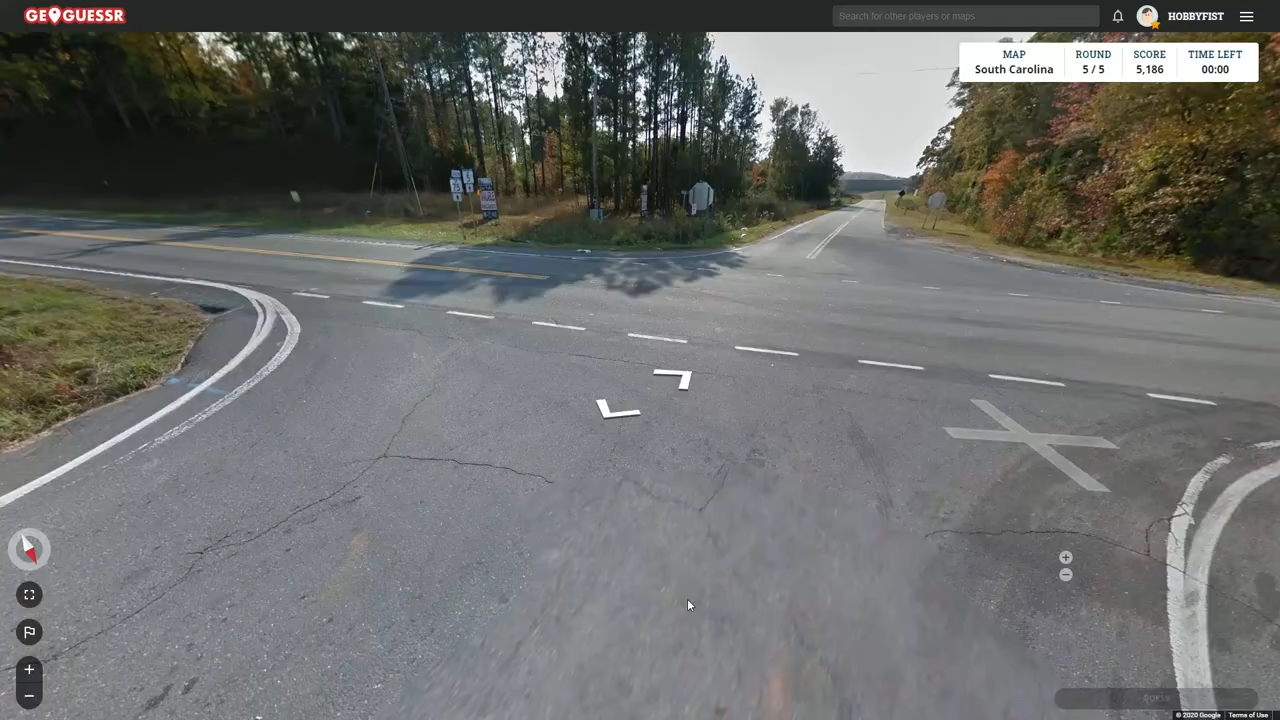 GEOGUESSR
Search for other players or maps
HOBBYFIST
MAP
South Carolina
ROUND
5 / 5
SCORE
5,186
TIME LEFT
00:00
© 2020 Google
Terms of Use